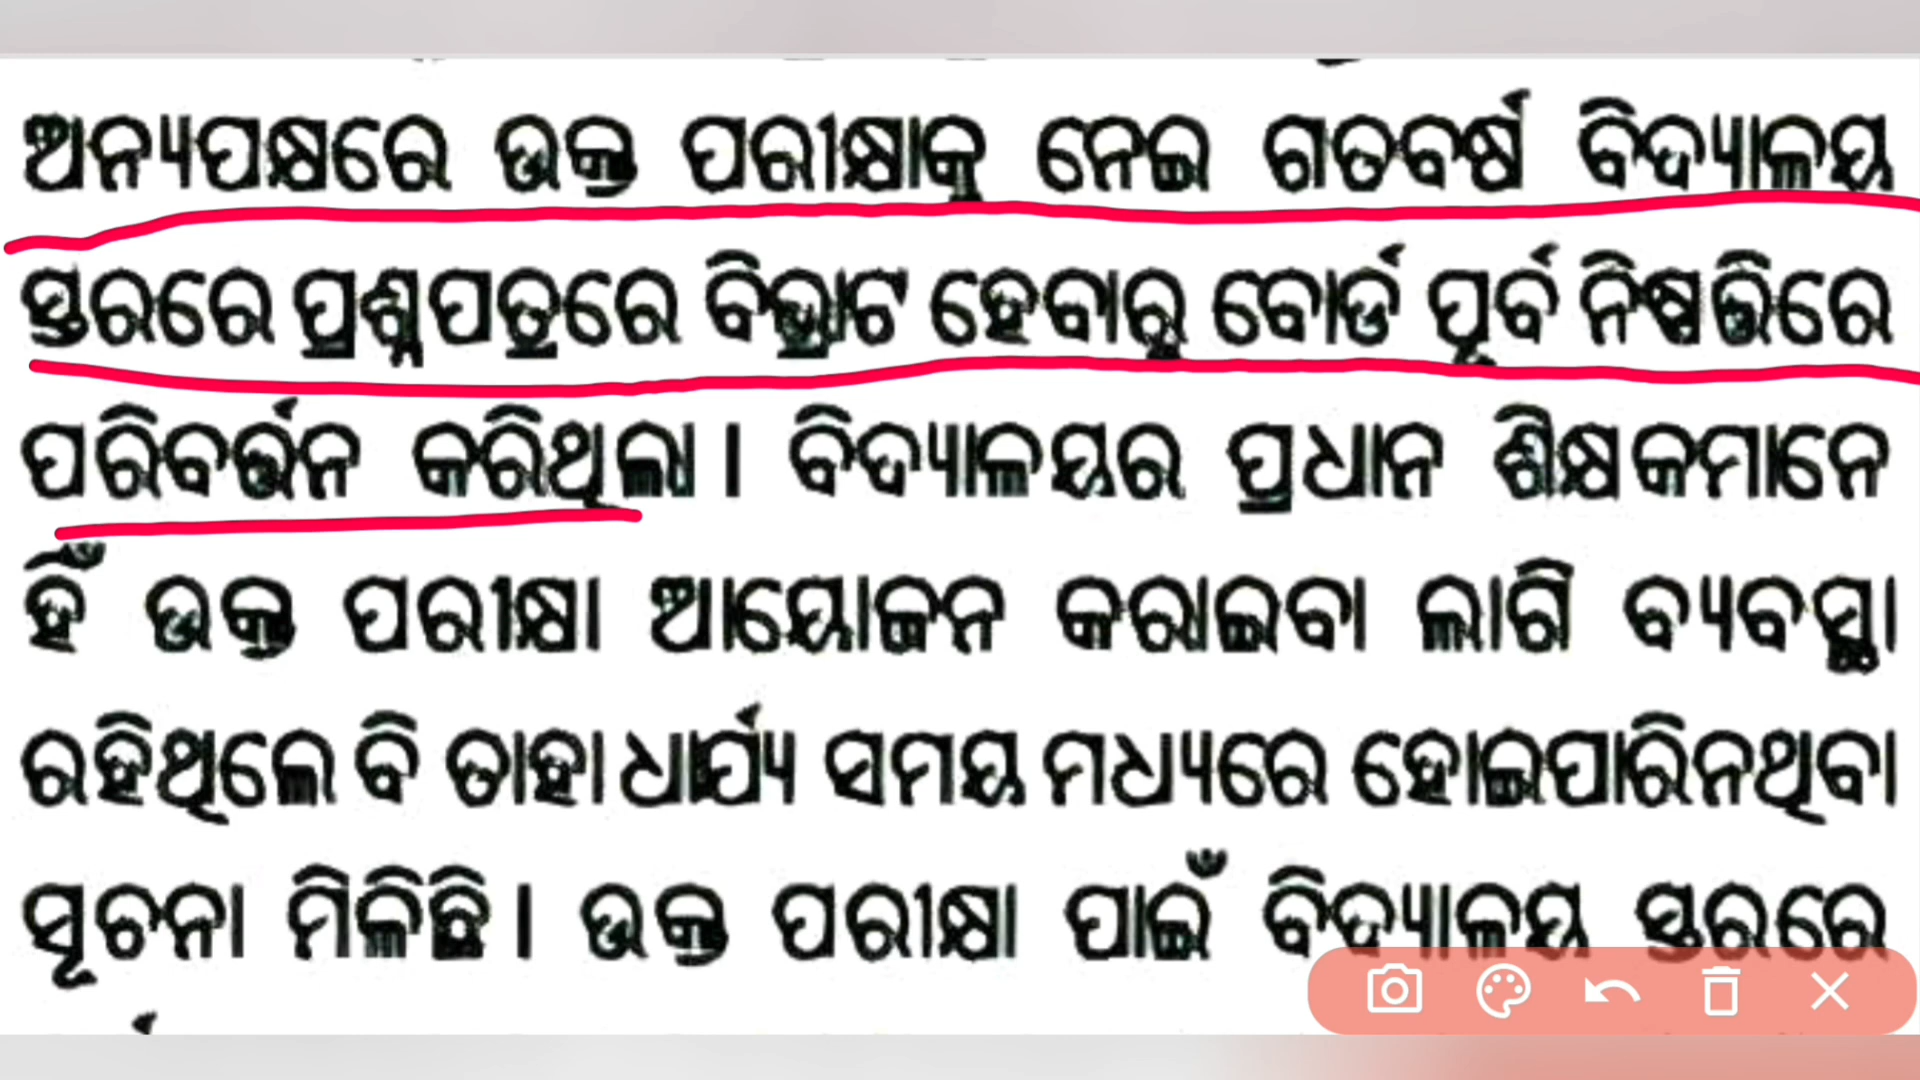 ଅନ୍ୟପକ୍ଷରେ ଉକ୍ତ ପରୀକ୍ଷାକୁ ନେଇ ଗତବର୍ଷ ବିଦ୍ୟାଳୟ
ସ୍ତରରେ ପ୍ରଶ୍ନପତ୍ରରେ ବିଭ୍ରାଟ ହେବାରୁ ବୋର୍ଡ ପୂର୍ବ ନିଷ୍ପତ୍ତିରେ
ପରିବର୍ତ୍ତନ କରିଥିଲା । ବିଦ୍ୟାଳୟର ପ୍ରଧାନ ଶିକ୍ଷକମାନେ
ହିଁ ଉକ୍ତ ପରୀକ୍ଷା ଆୟୋଜନ କରାଇବା ଲାଗି ବ୍ୟବସ୍ଥା
ରହିଥିଲେ ବି ତାହା ଧାର୍ଯ୍ୟ ସମୟ ମଧ୍ୟରେ ହୋଇପାରିନଥିବା
ସୂଚନା ମିଳିଛି । ଉକ୍ତ ପରୀକ୍ଷା ପାଇଁ ବିଦ୍ୟାଳୟ ସ୍ତରରେ